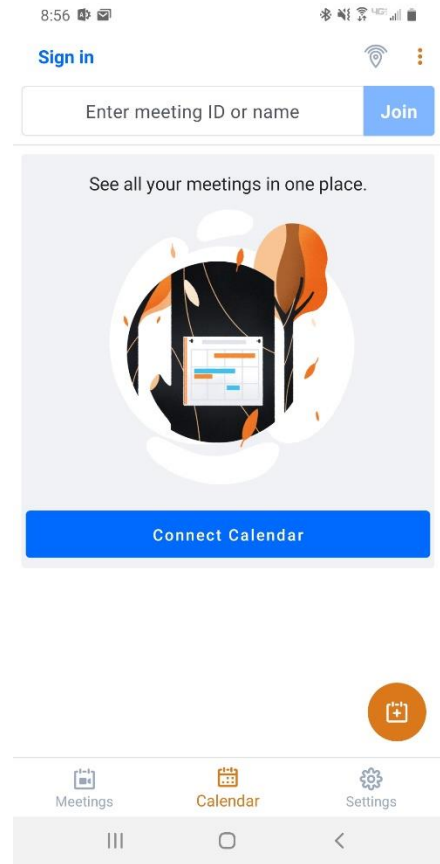 8:56
Sign in
Enter meeting ID or name
Join
See all your meetings in one place.
Connect Calendar
Meetings
Calendar
Settings